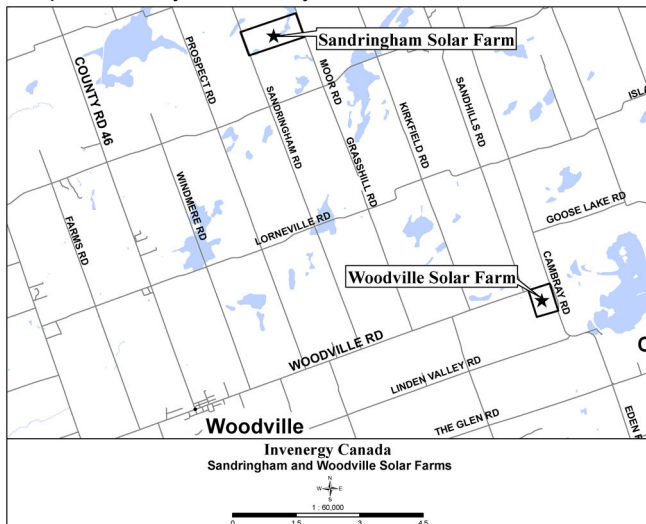 Sandringham Solar Farm
COUNTY RD 46
PROSPECT RD
MOOR RD
SANDRINGHAM RD
KIRKFIELD RD
SANDHILLS RD
GRASSHILL RD
WINDMERE RD
FARMS RD
LORNEVILLE RD
GOOSE LAKE RD
CAMBRAY RD
Woodville Solar Farm
WOODVILLE RD
LINDEN VALLEY RD
THE GLEN RD
Woodville
Invenergy Canada
Sandringham and Woodville Solar Farms
N
W E
S
1 : 60,000
0 1.5 3 4.5